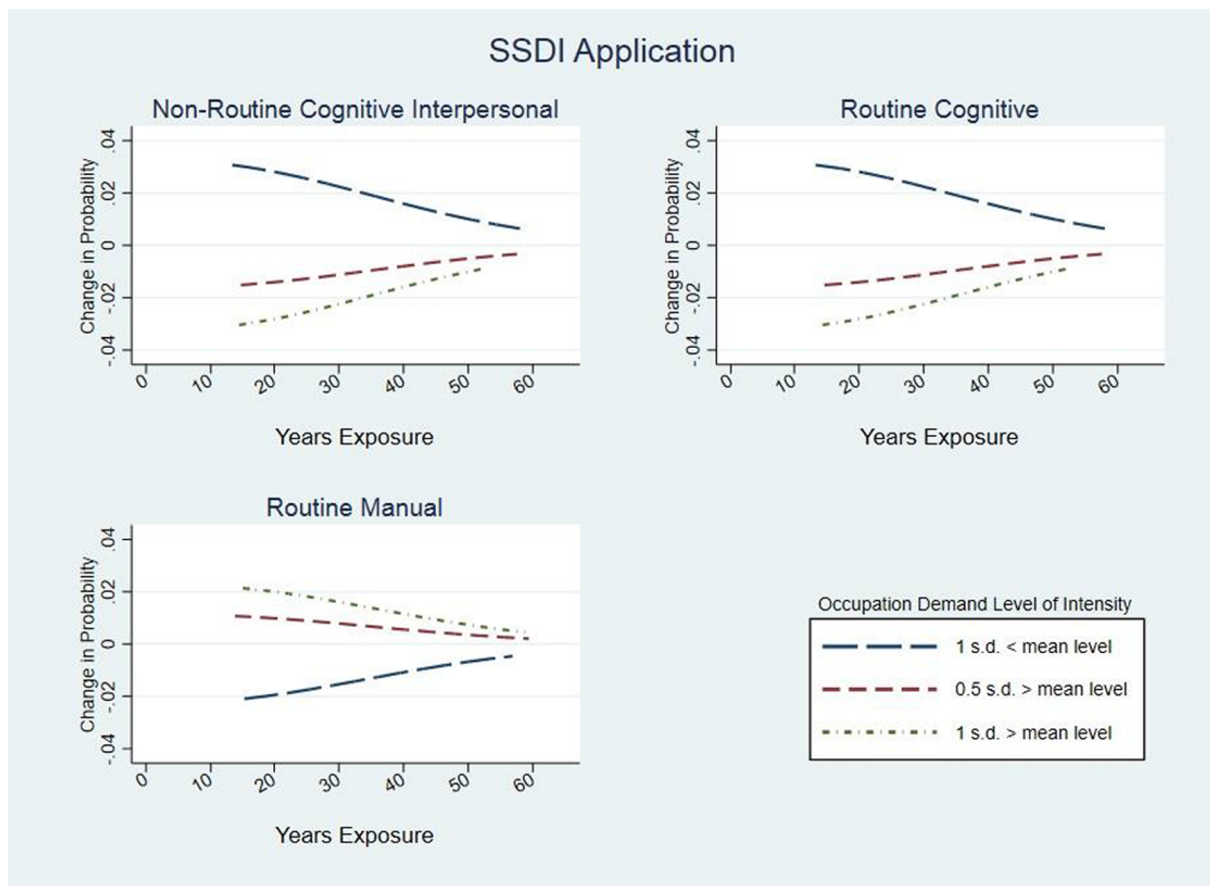 SSDI Application
Non-Routine Cognitive Interpersonal
Change in Probability
.04
.02
0
-.02
-.04
0 10 20 30 40 50 60
Years Exposure
Routine Cognitive
Change in Probability
.04
.02
0
-.02
-.04
0 10 20 30 40 50 60
Years Exposure
Routine Manual
Change in Probability
.04
.02
0
-.02
-.04
0 10 20 30 40 50 60
Years Exposure
Occupation Demand Level of Intensity
1 s.d. < mean level
0.5 s.d. > mean level
1 s.d. > mean level